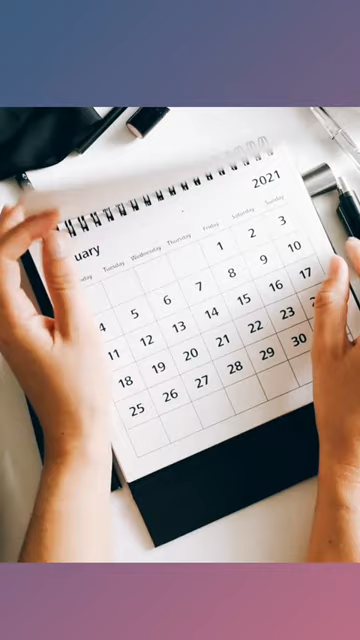 2021
uary
day Tuesday Wednesday Thursday Friday Saturday Sunday
1 2 3
4 5 6 7 8 9 10
11 12 13 14 15 16 17
18 19 20 21 22 23
25 26 27 28 29 30